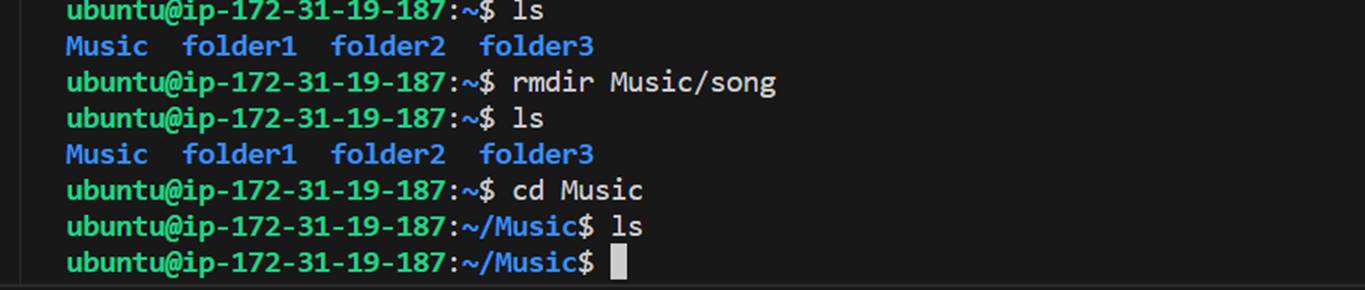 ubuntu@ip-172-31-19-187:~$ ls
Music  folder1  folder2  folder3
ubuntu@ip-172-31-19-187:~$ rmdir Music/song
ubuntu@ip-172-31-19-187:~$ ls
Music  folder1  folder2  folder3
ubuntu@ip-172-31-19-187:~$ cd Music
ubuntu@ip-172-31-19-187:~/Music$ ls
ubuntu@ip-172-31-19-187:~/Music$